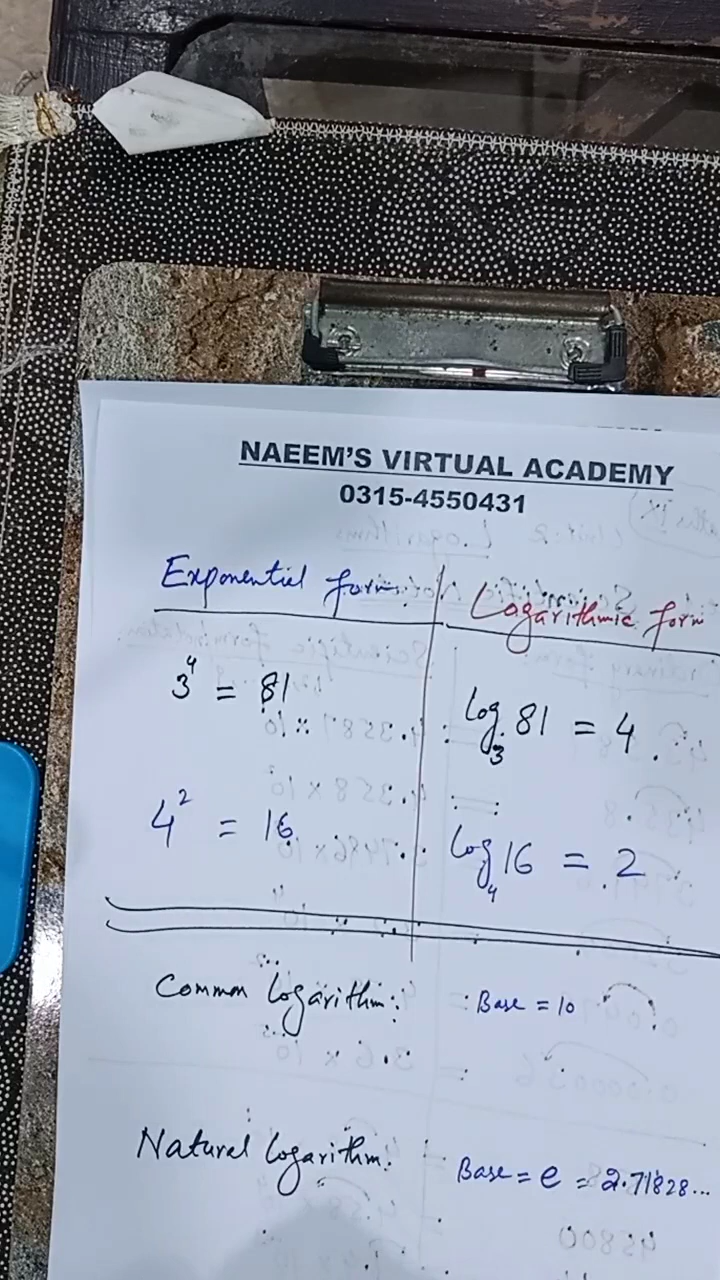 NAEEM'S VIRTUAL ACADEMY
0315-4550431
Exponential form. Logarithmic form
3⁴ = 81 log₃ 81 = 4
4² = 16 log₄ 16 = 2
Common Logarithm: Base = 10
Natural Logarithm. Base = e = 2.71828...